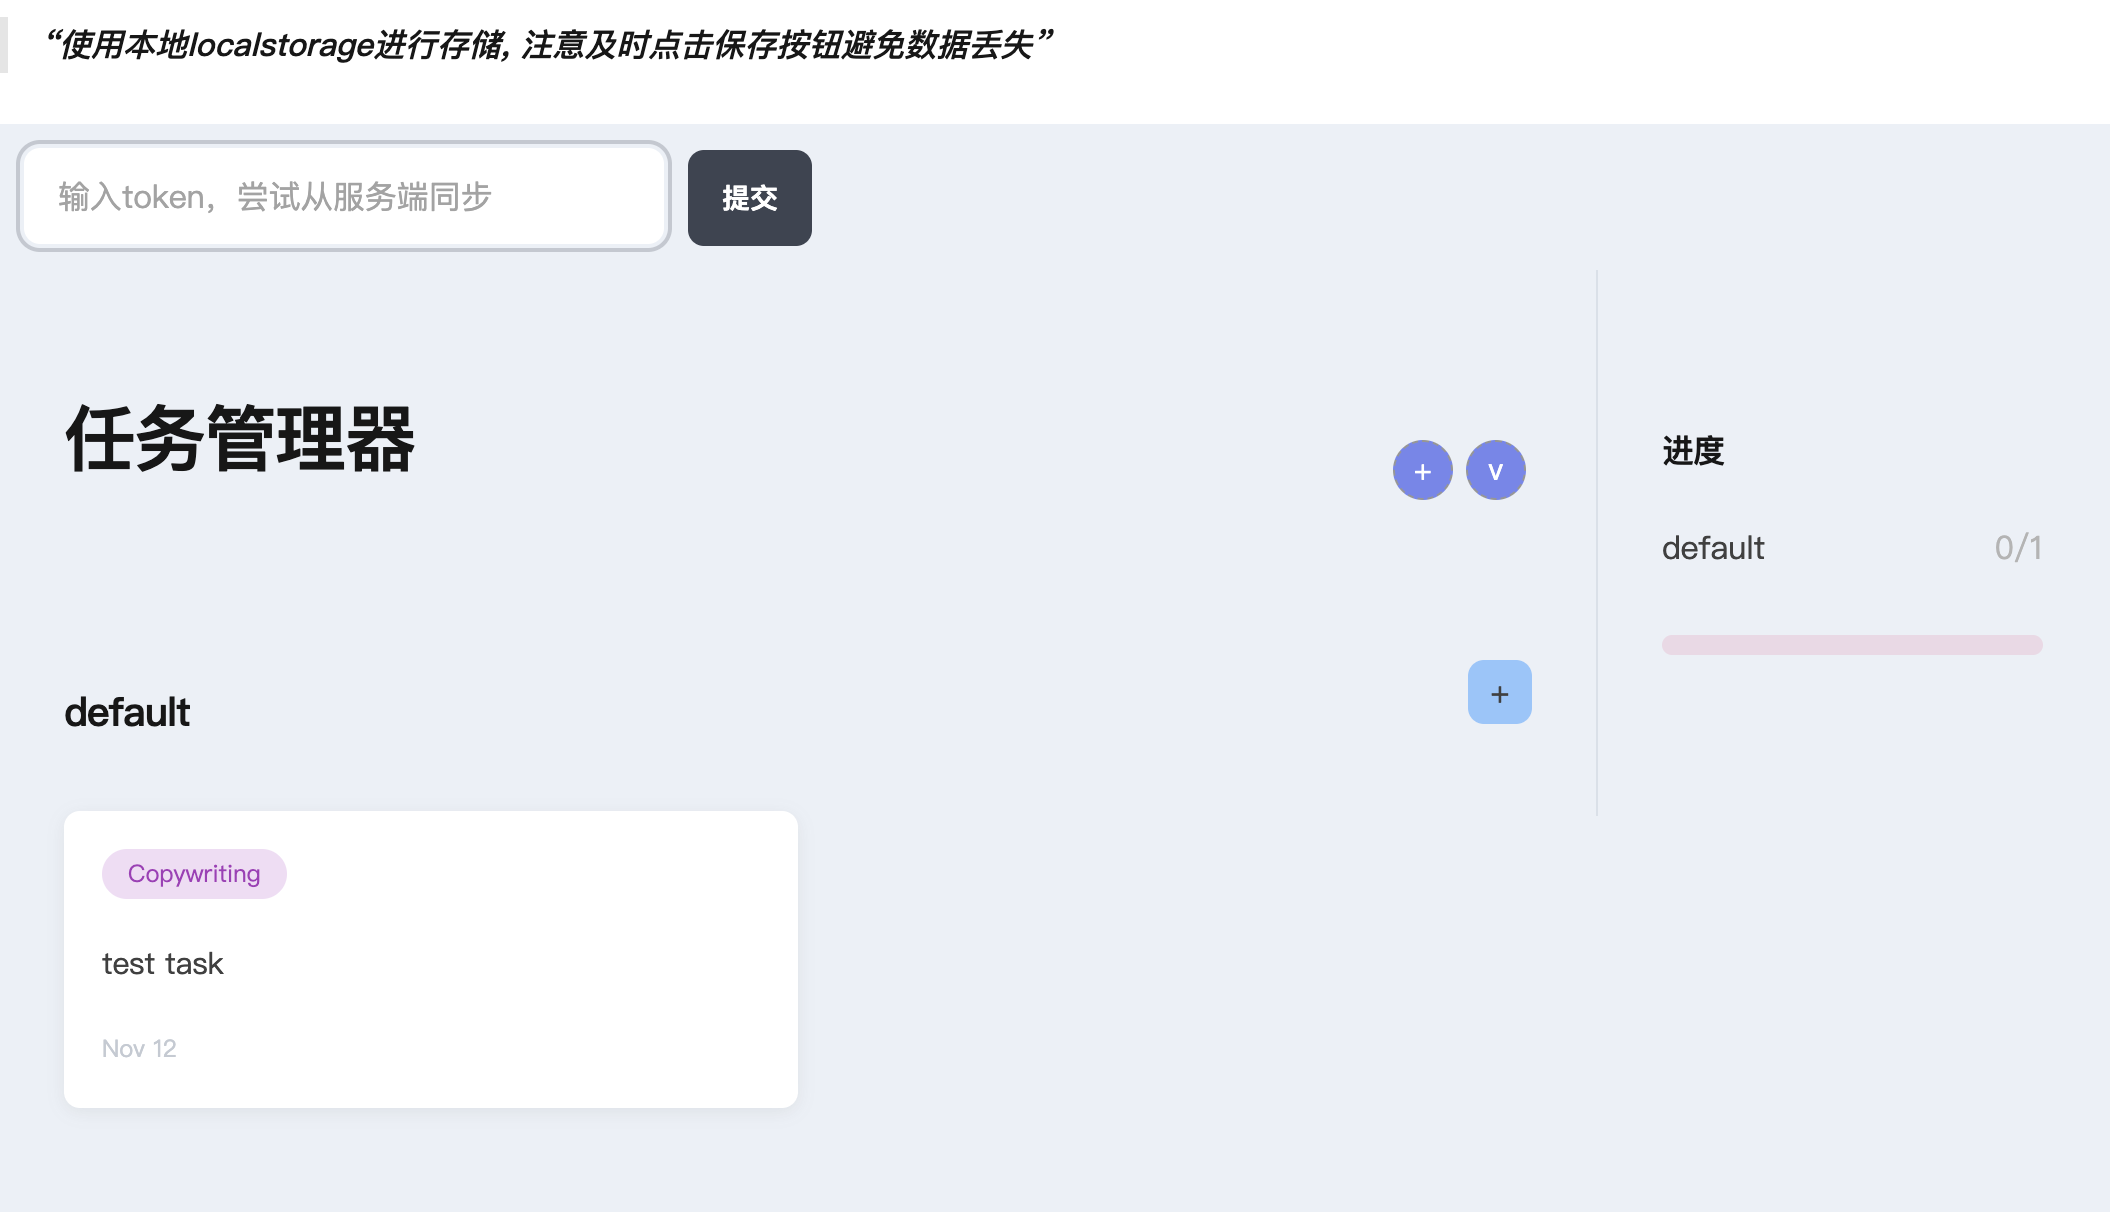 “使用本地localstorage进行存储, 注意及时点击保存按钮避免数据丢失”
输入token，尝试从服务端同步
提交
任务管理器
+
v
进度
default
0/1
default
+
Copywriting
test task
Nov 12